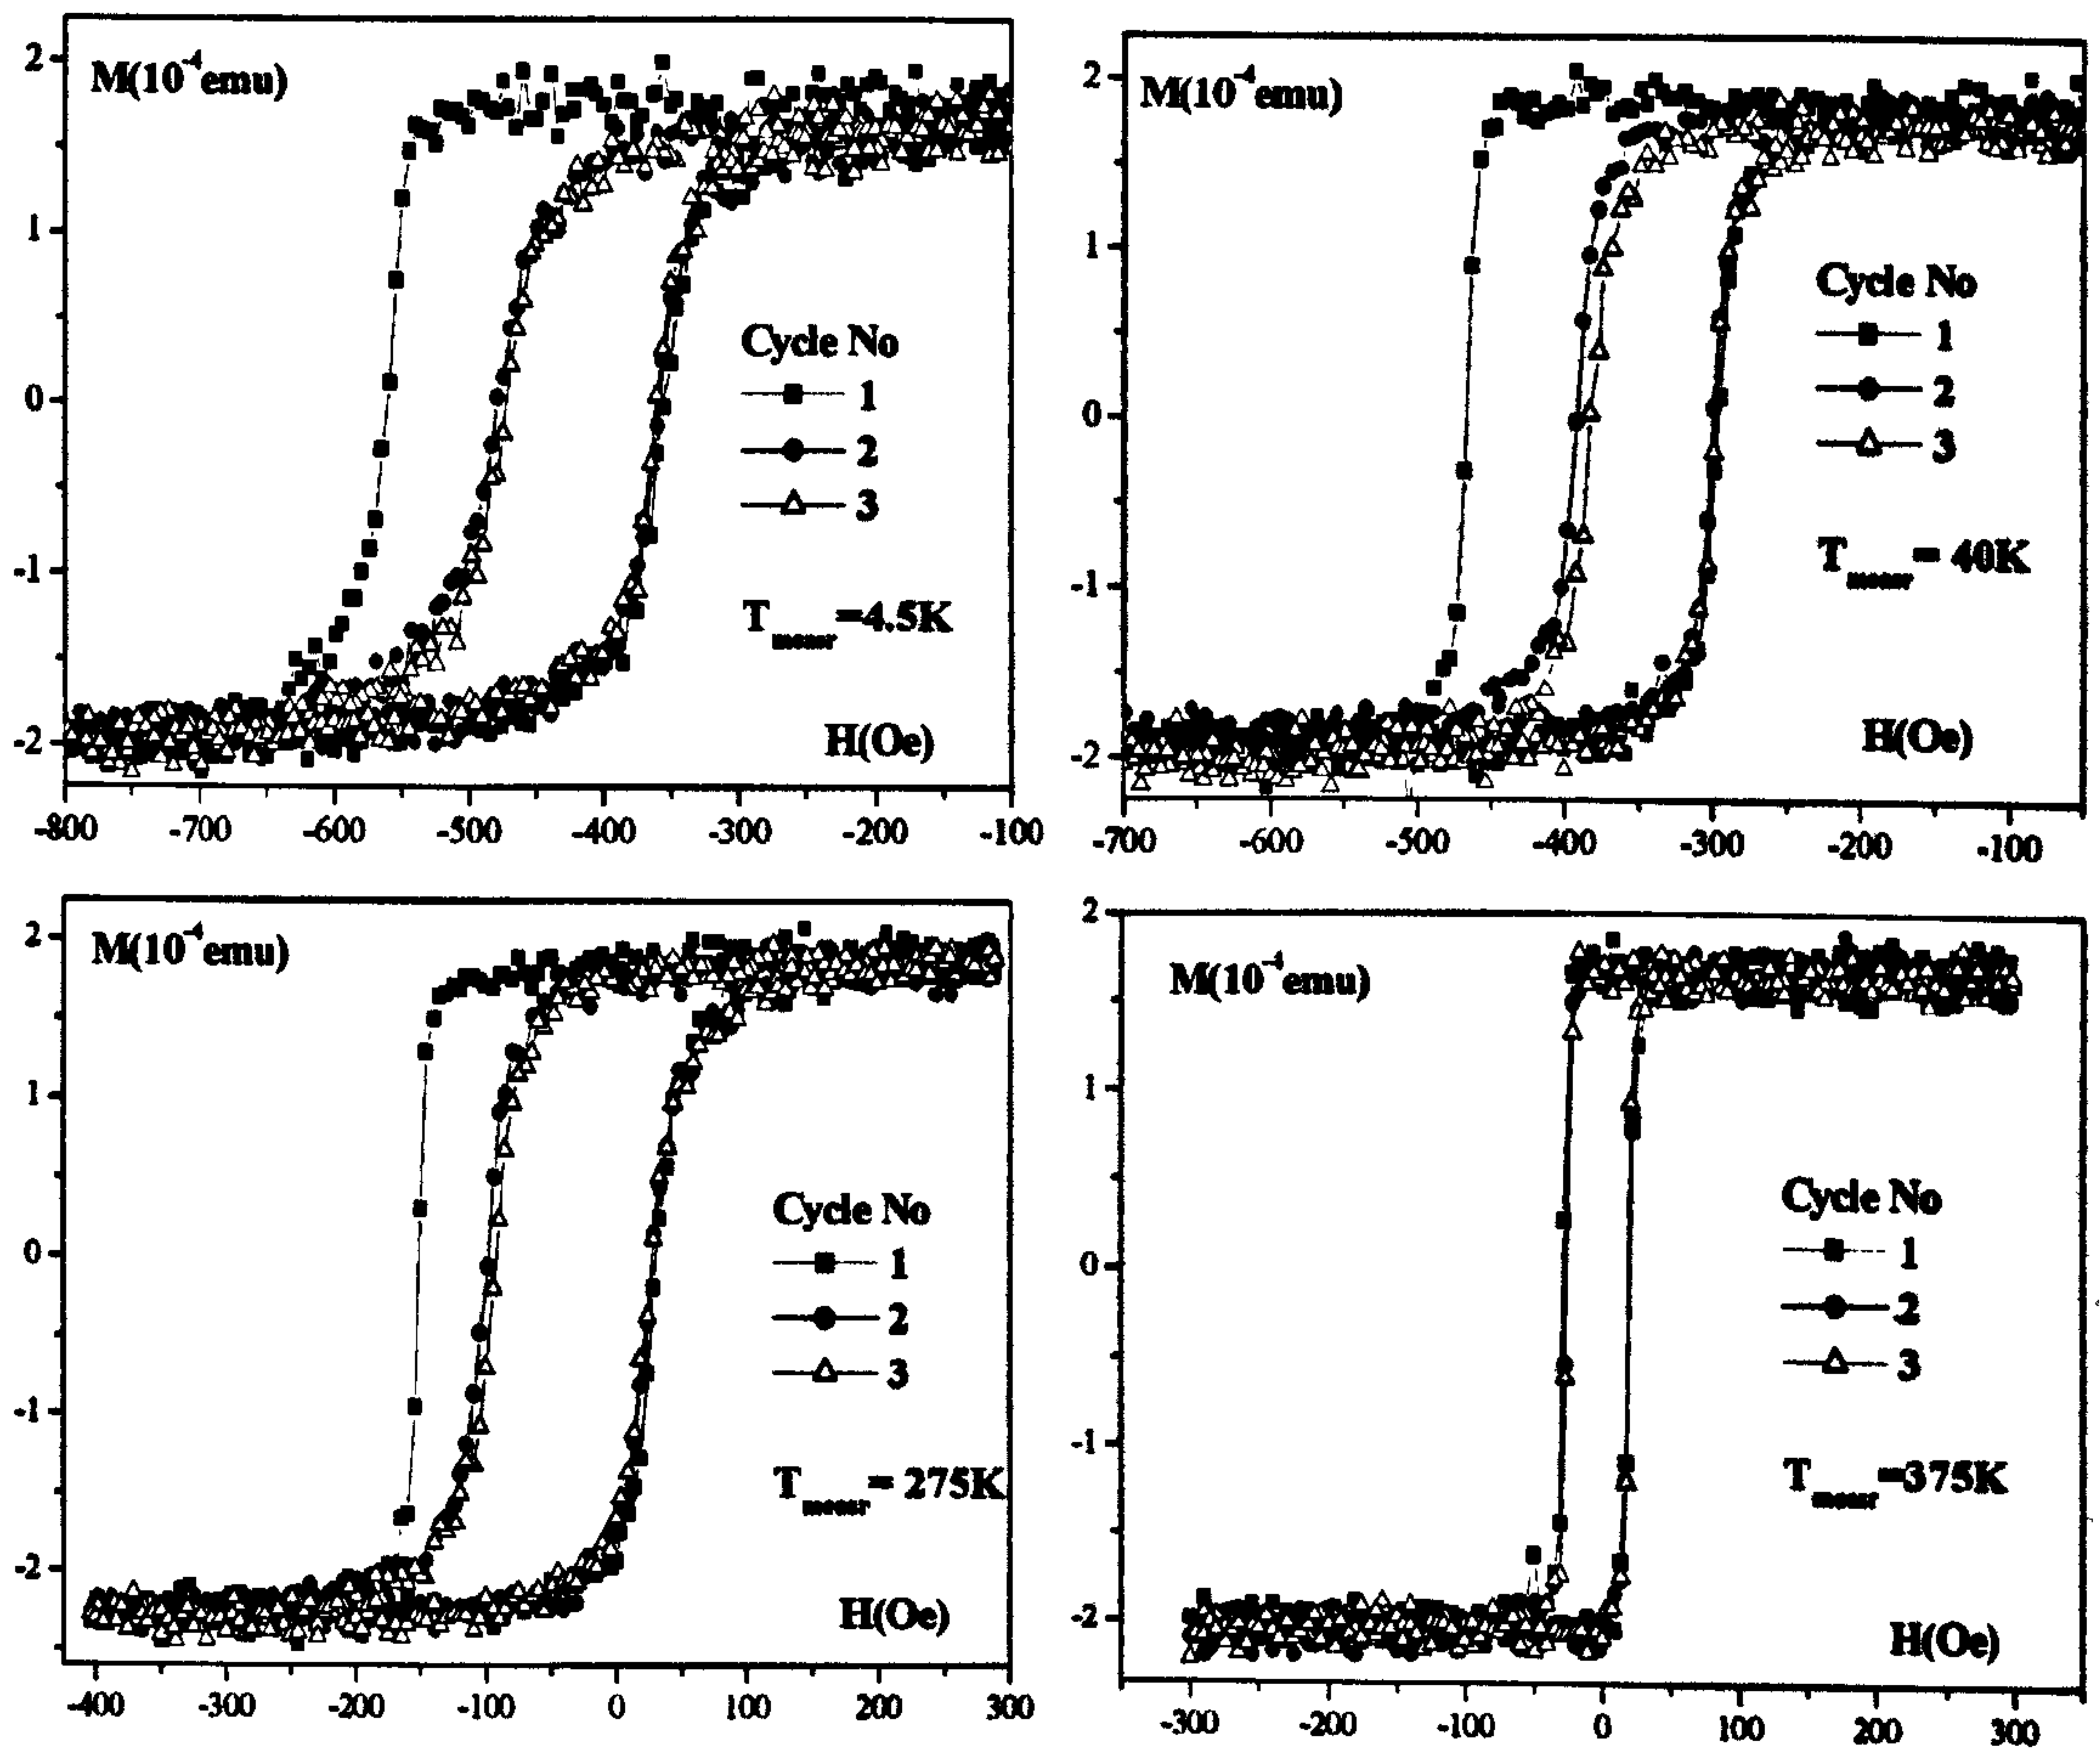 2
M(10⁻⁴emu)
1
0
-1
-2
Cycle No
1
2
3
T measr =4.5K
H(Oe)
-800 -700 -600 -500 -400 -300 -200 -100
2
M(10⁻⁴emu)
1
0
-1
-2
Cycle No
1
2
3
T measr = 40K
H(Oe)
-700 -600 -500 -400 -300 -200 -100
2
M(10⁻⁴emu)
1
0
-1
-2
Cycle No
1
2
3
T measr = 275K
H(Oe)
-400 -300 -200 -100 0 100 200 300
2
M(10⁻⁴emu)
1
0
-1
-2
Cycle No
1
2
3
T measr =375K
H(Oe)
-300 -200 -100 0 100 200 300